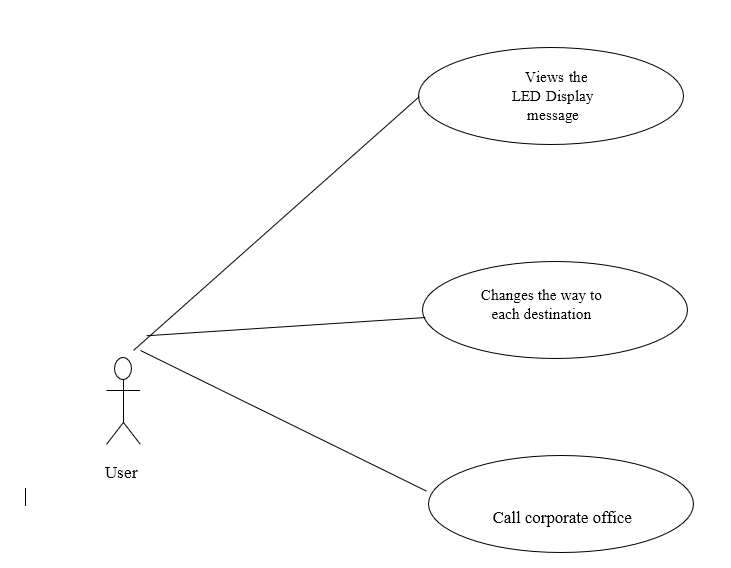 Views the
LED Display
message
Changes the way to
each destination
User
Call corporate office